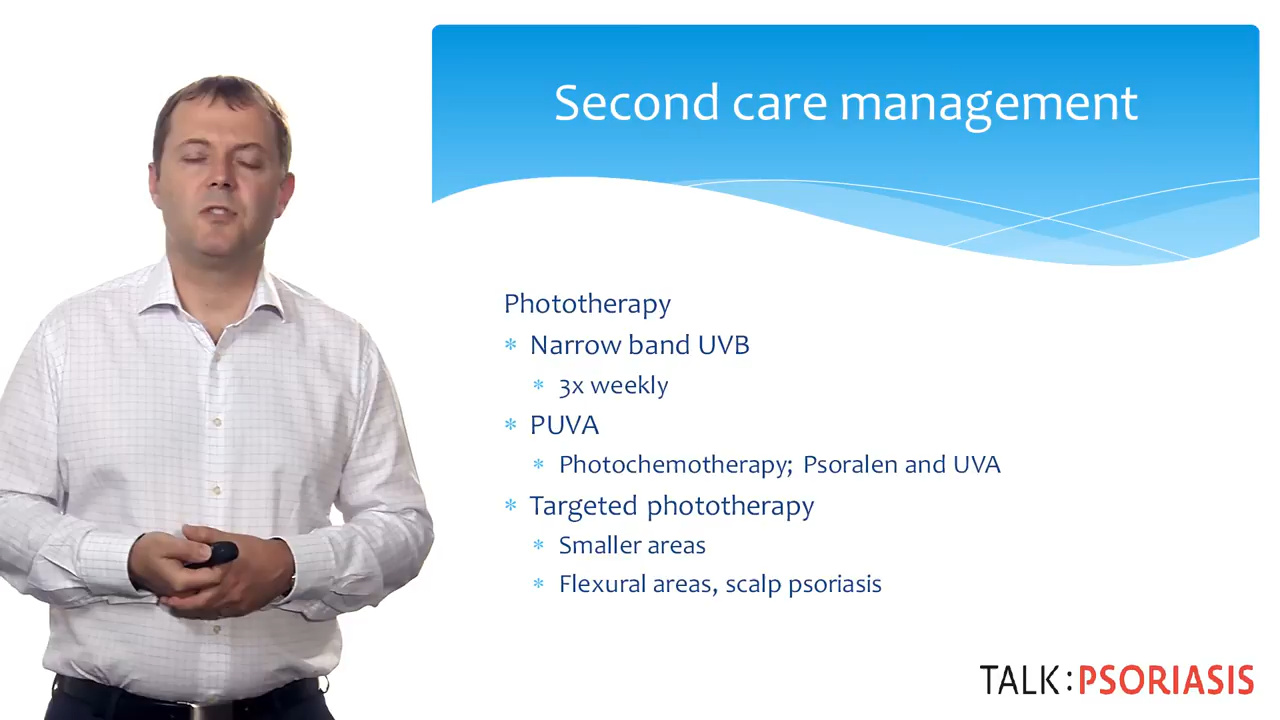 Second care management
Phototherapy
* Narrow band UVB
* 3x weekly
* PUVA
* Photochemotherapy; Psoralen and UVA
* Targeted phototherapy
* Smaller areas
* Flexural areas, scalp psoriasis
TALK:PSORIASIS